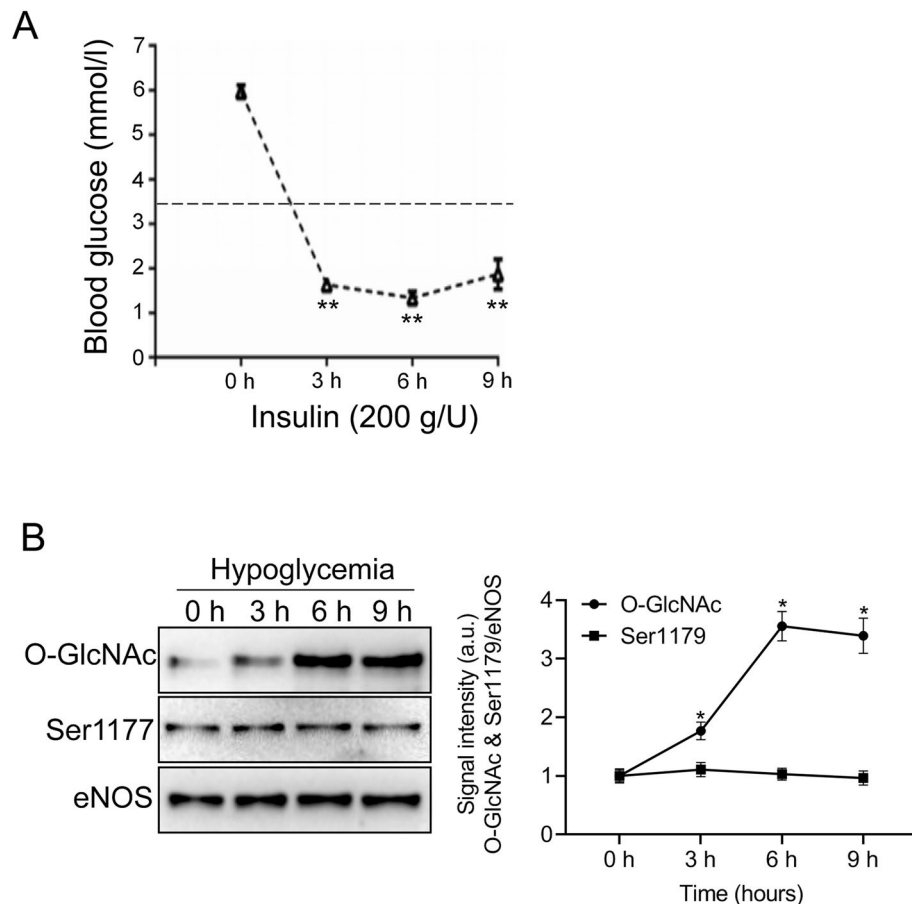 A
Blood glucose (mmol/l)
7
6
5
4
3
2
1
0
** ** **
0 h 3 h 6 h 9 h
Insulin (200 g/U)
B
Hypoglycemia
0 h 3 h 6 h 9 h
O-GlcNAc
Ser1177
eNOS
Signal intensity (a.u.)
O-GlcNAc & Ser1179/eNOS
O-GlcNAc
Ser1179
4
3
2
1
0
* * *
0 h 3 h 6 h 9 h
Time (hours)